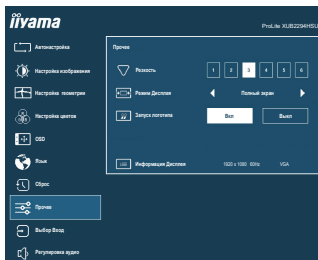 iiyama
ProLite XUB2294HSU
Автонастройка
Настройка изображения
Настройка геометрии
Настройка цветов
OSD
Язык
Сброс
Прочее
Выбор Входа
Регулировка аудио
Прочее
Резкость 1 2 3 4 5 6
Режим Дисплея Полный экран
Запуск логотипа Вкл Выкл
Информация Дисплея 1920 x 1080 60Hz VGA